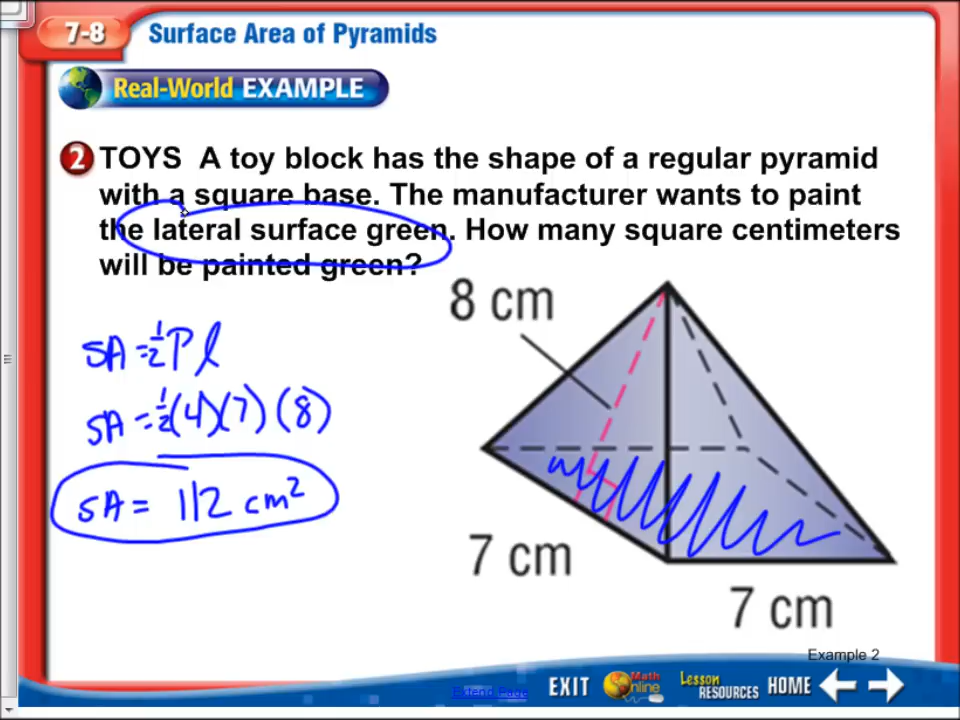 7-8 Surface Area of Pyramids
Real-World EXAMPLE
2 TOYS A toy block has the shape of a regular pyramid
with a square base. The manufacturer wants to paint
the lateral surface green. How many square centimeters
will be painted green?
8 cm
SA = 1/2 P l
SA = 1/2 (4)(7)(8)
SA = 112 cm²
7 cm
7 cm
Example 2
Extend Page
EXIT
Math Online
Lesson RESOURCES
HOME